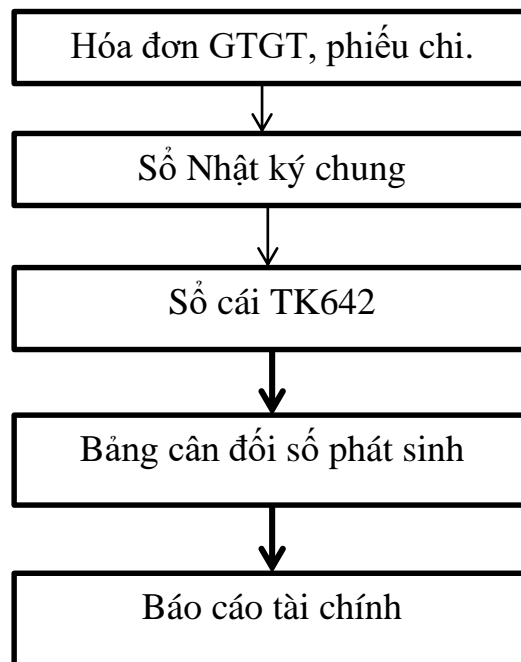 Hóa đơn GTGT, phiếu chi.
Sổ Nhật ký chung
Sổ cái TK642
Bảng cân đối số phát sinh
Báo cáo tài chính